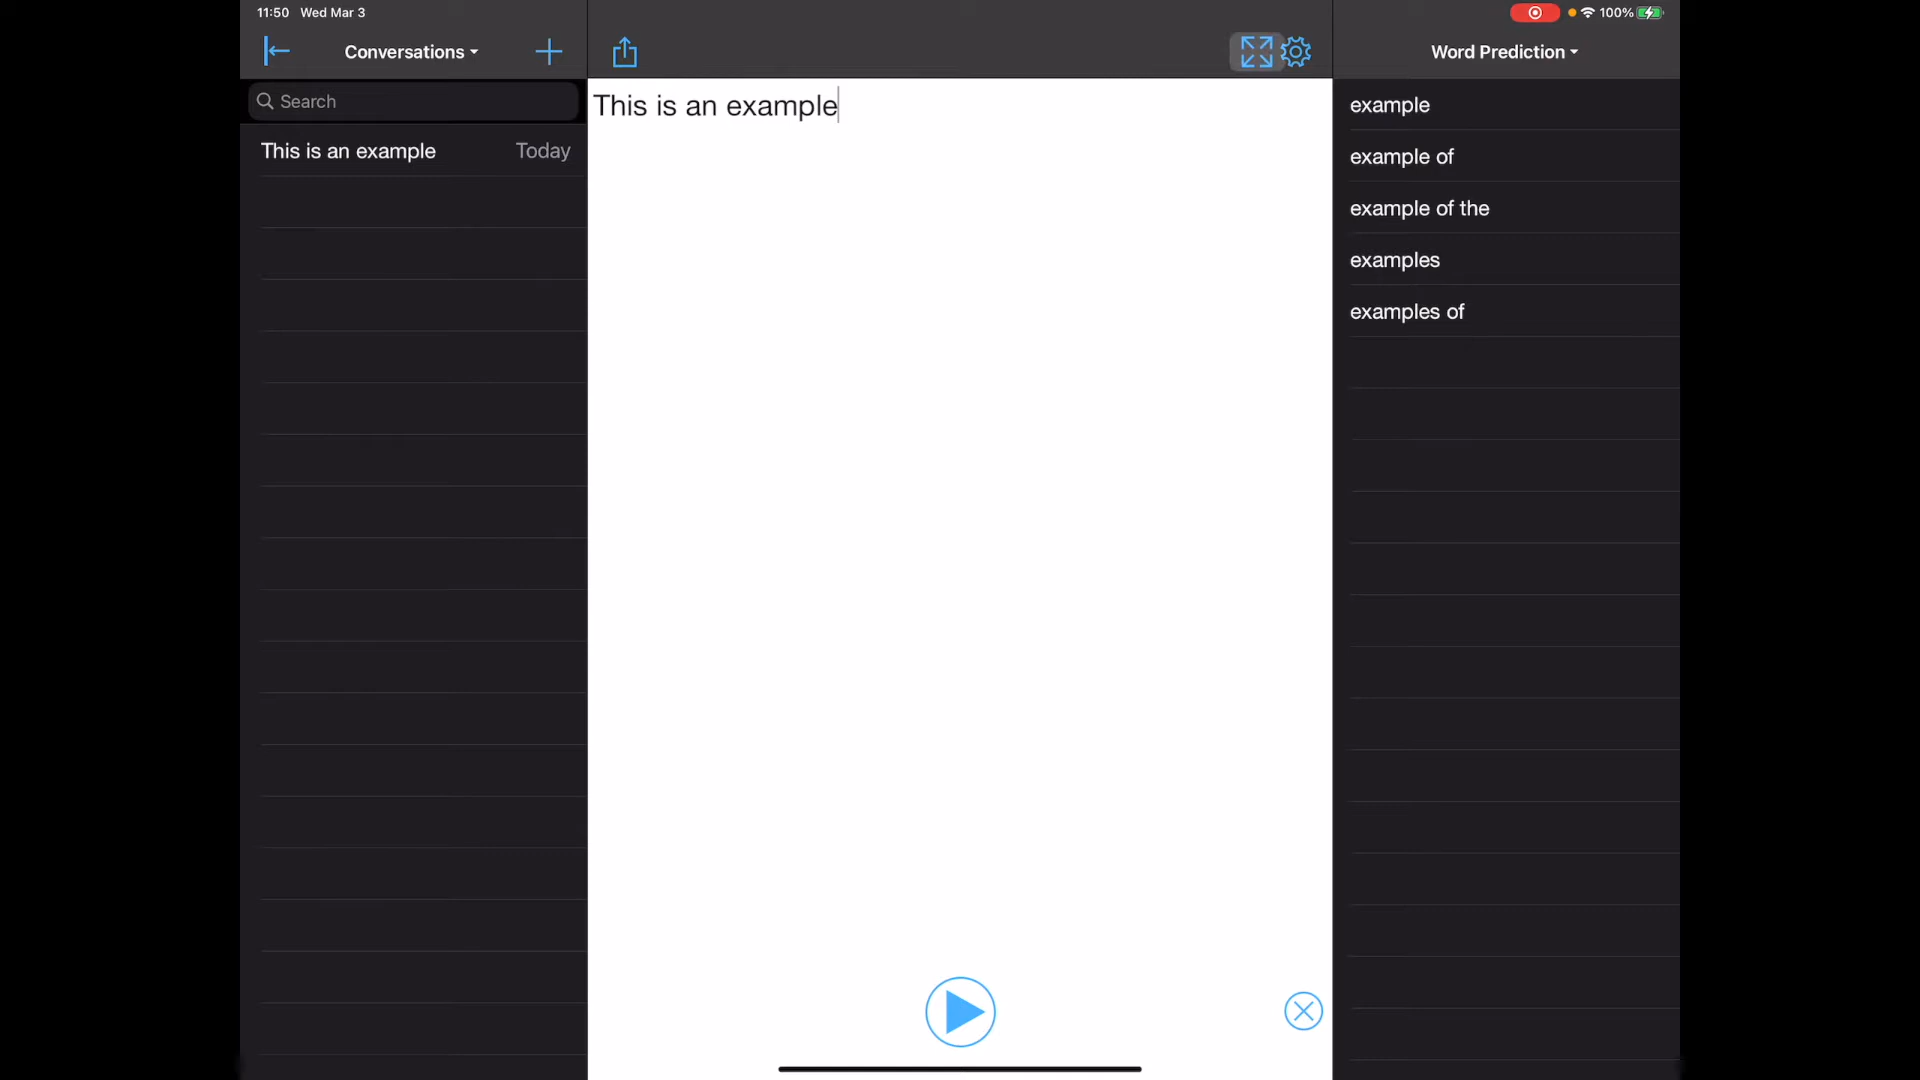 11:50 Wed Mar 3
100%
Conversations
Word Prediction
Search
This is an example Today
This is an example
example
example of
example of the
examples
examples of